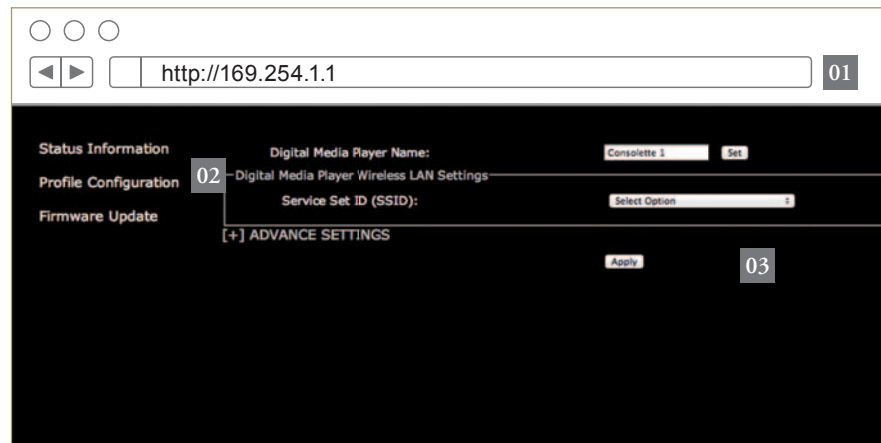 http://169.254.1.1
01
Status Information
Profile Configuration
Firmware Update
02
Digital Media Player Name:
Consolette 1
Set
Digital Media Player Wireless LAN Settings
Service Set ID (SSID):
Select Option
[+] ADVANCE SETTINGS
Apply
03